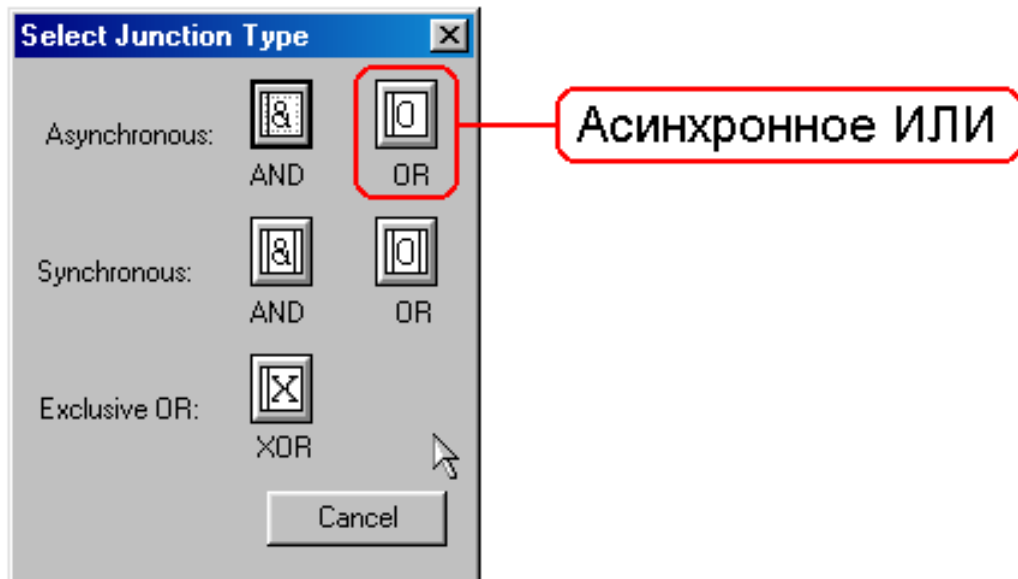 Select Junction Type
Asynchronous:
&
O
Асинхронное ИЛИ
AND
OR
Synchronous:
&
O
AND
OR
Exclusive OR:
X
XOR
Cancel